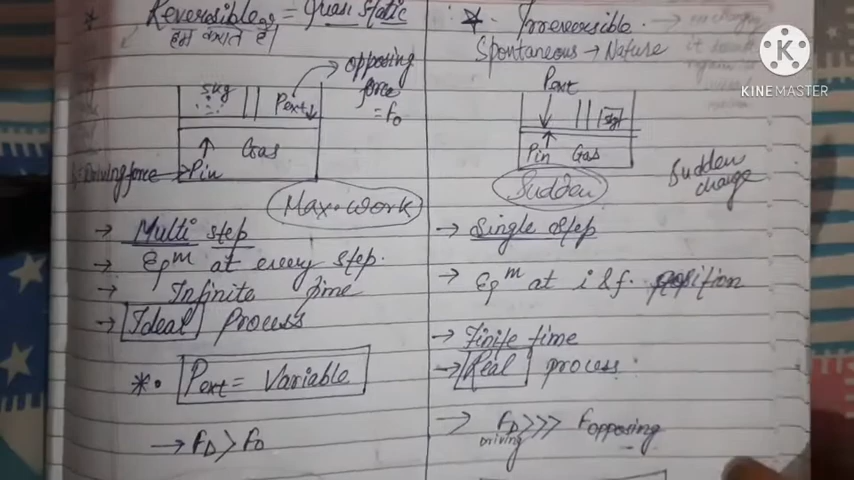 * Reversible = Quasi static
हम कराते है।
5kg
Pext↓
opposing
force
= Fo
Gas
Driving force → Pin
Max. work
→ Multi step
→ Eqm at every step.
→ Infinite time
→ Ideal Process
*• Pext = Variable
→ FD > Fo
* Irreversible.
Spontaneous → Nature
Pext
5kg
Pin Gas
Sudden
Sudden
change
→ Single step
→ Eqm at i & f. position
→ Finite time
→ Real process.
→ FD >>> Fopposing
Driving
KINEMASTER